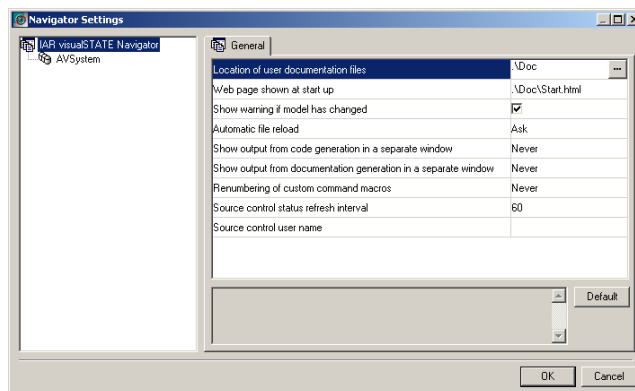 Navigator Settings
IAR visualSTATE Navigator
AVSystem
General
Location of user documentation files .\Doc ...
Web page shown at start up .\Doc\Start.html
Show warning if model has changed
Automatic file reload Ask
Show output from code generation in a separate window Never
Show output from documentation generation in a separate window Never
Renumbering of custom command macros Never
Source control status refresh interval 60
Source control user name
Default
OK Cancel